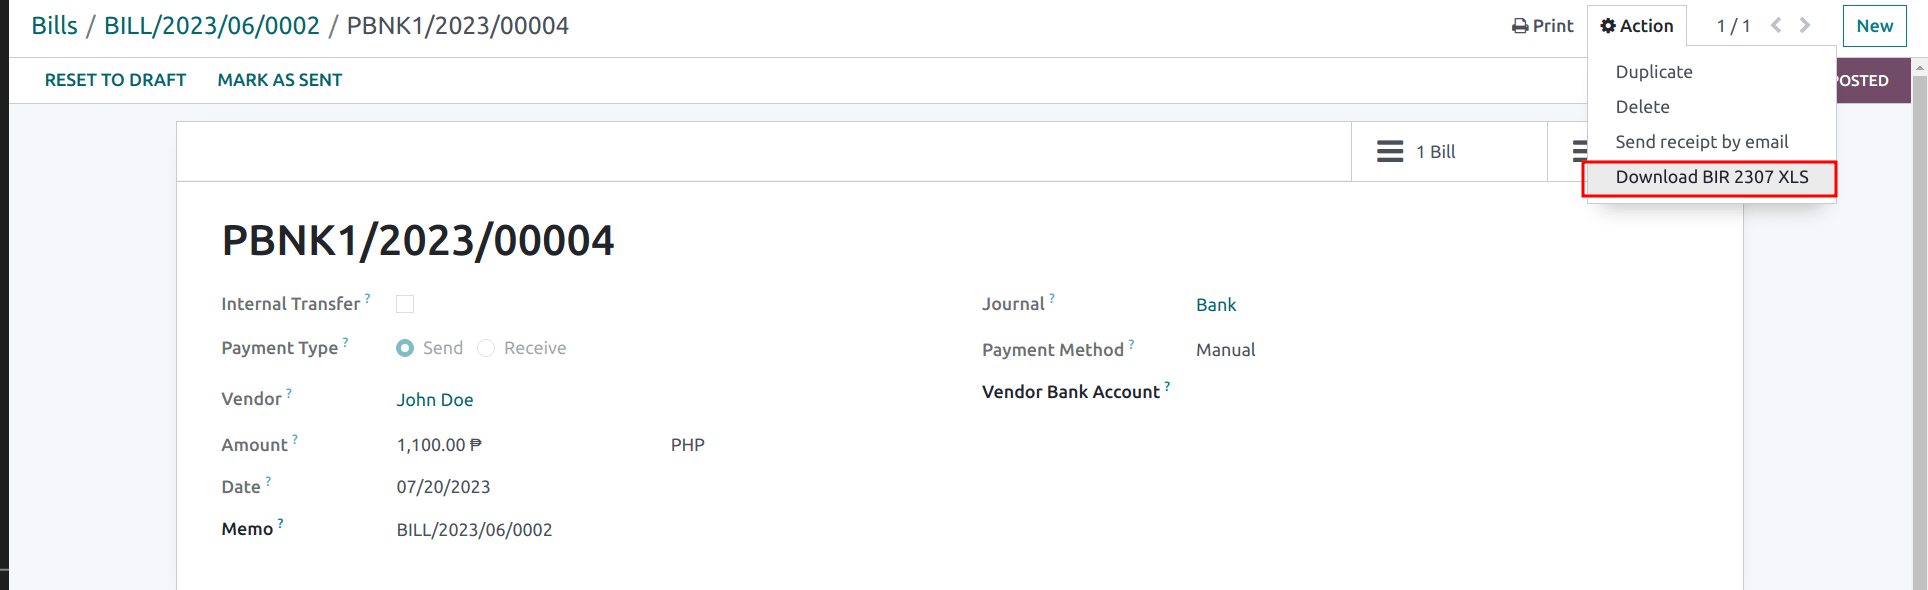 Bills / BILL/2023/06/0002 / PBNK1/2023/00004
Print
Action
1 / 1
New
RESET TO DRAFT
MARK AS SENT
Duplicate
Delete
Send receipt by email
Download BIR 2307 XLS
POSTED
1 Bill
PBNK1/2023/00004
Internal Transfer ?
Payment Type ? Send Receive
Vendor ? John Doe
Amount ? 1,100.00 ₱ PHP
Date ? 07/20/2023
Memo ? BILL/2023/06/0002
Journal ? Bank
Payment Method ? Manual
Vendor Bank Account ?